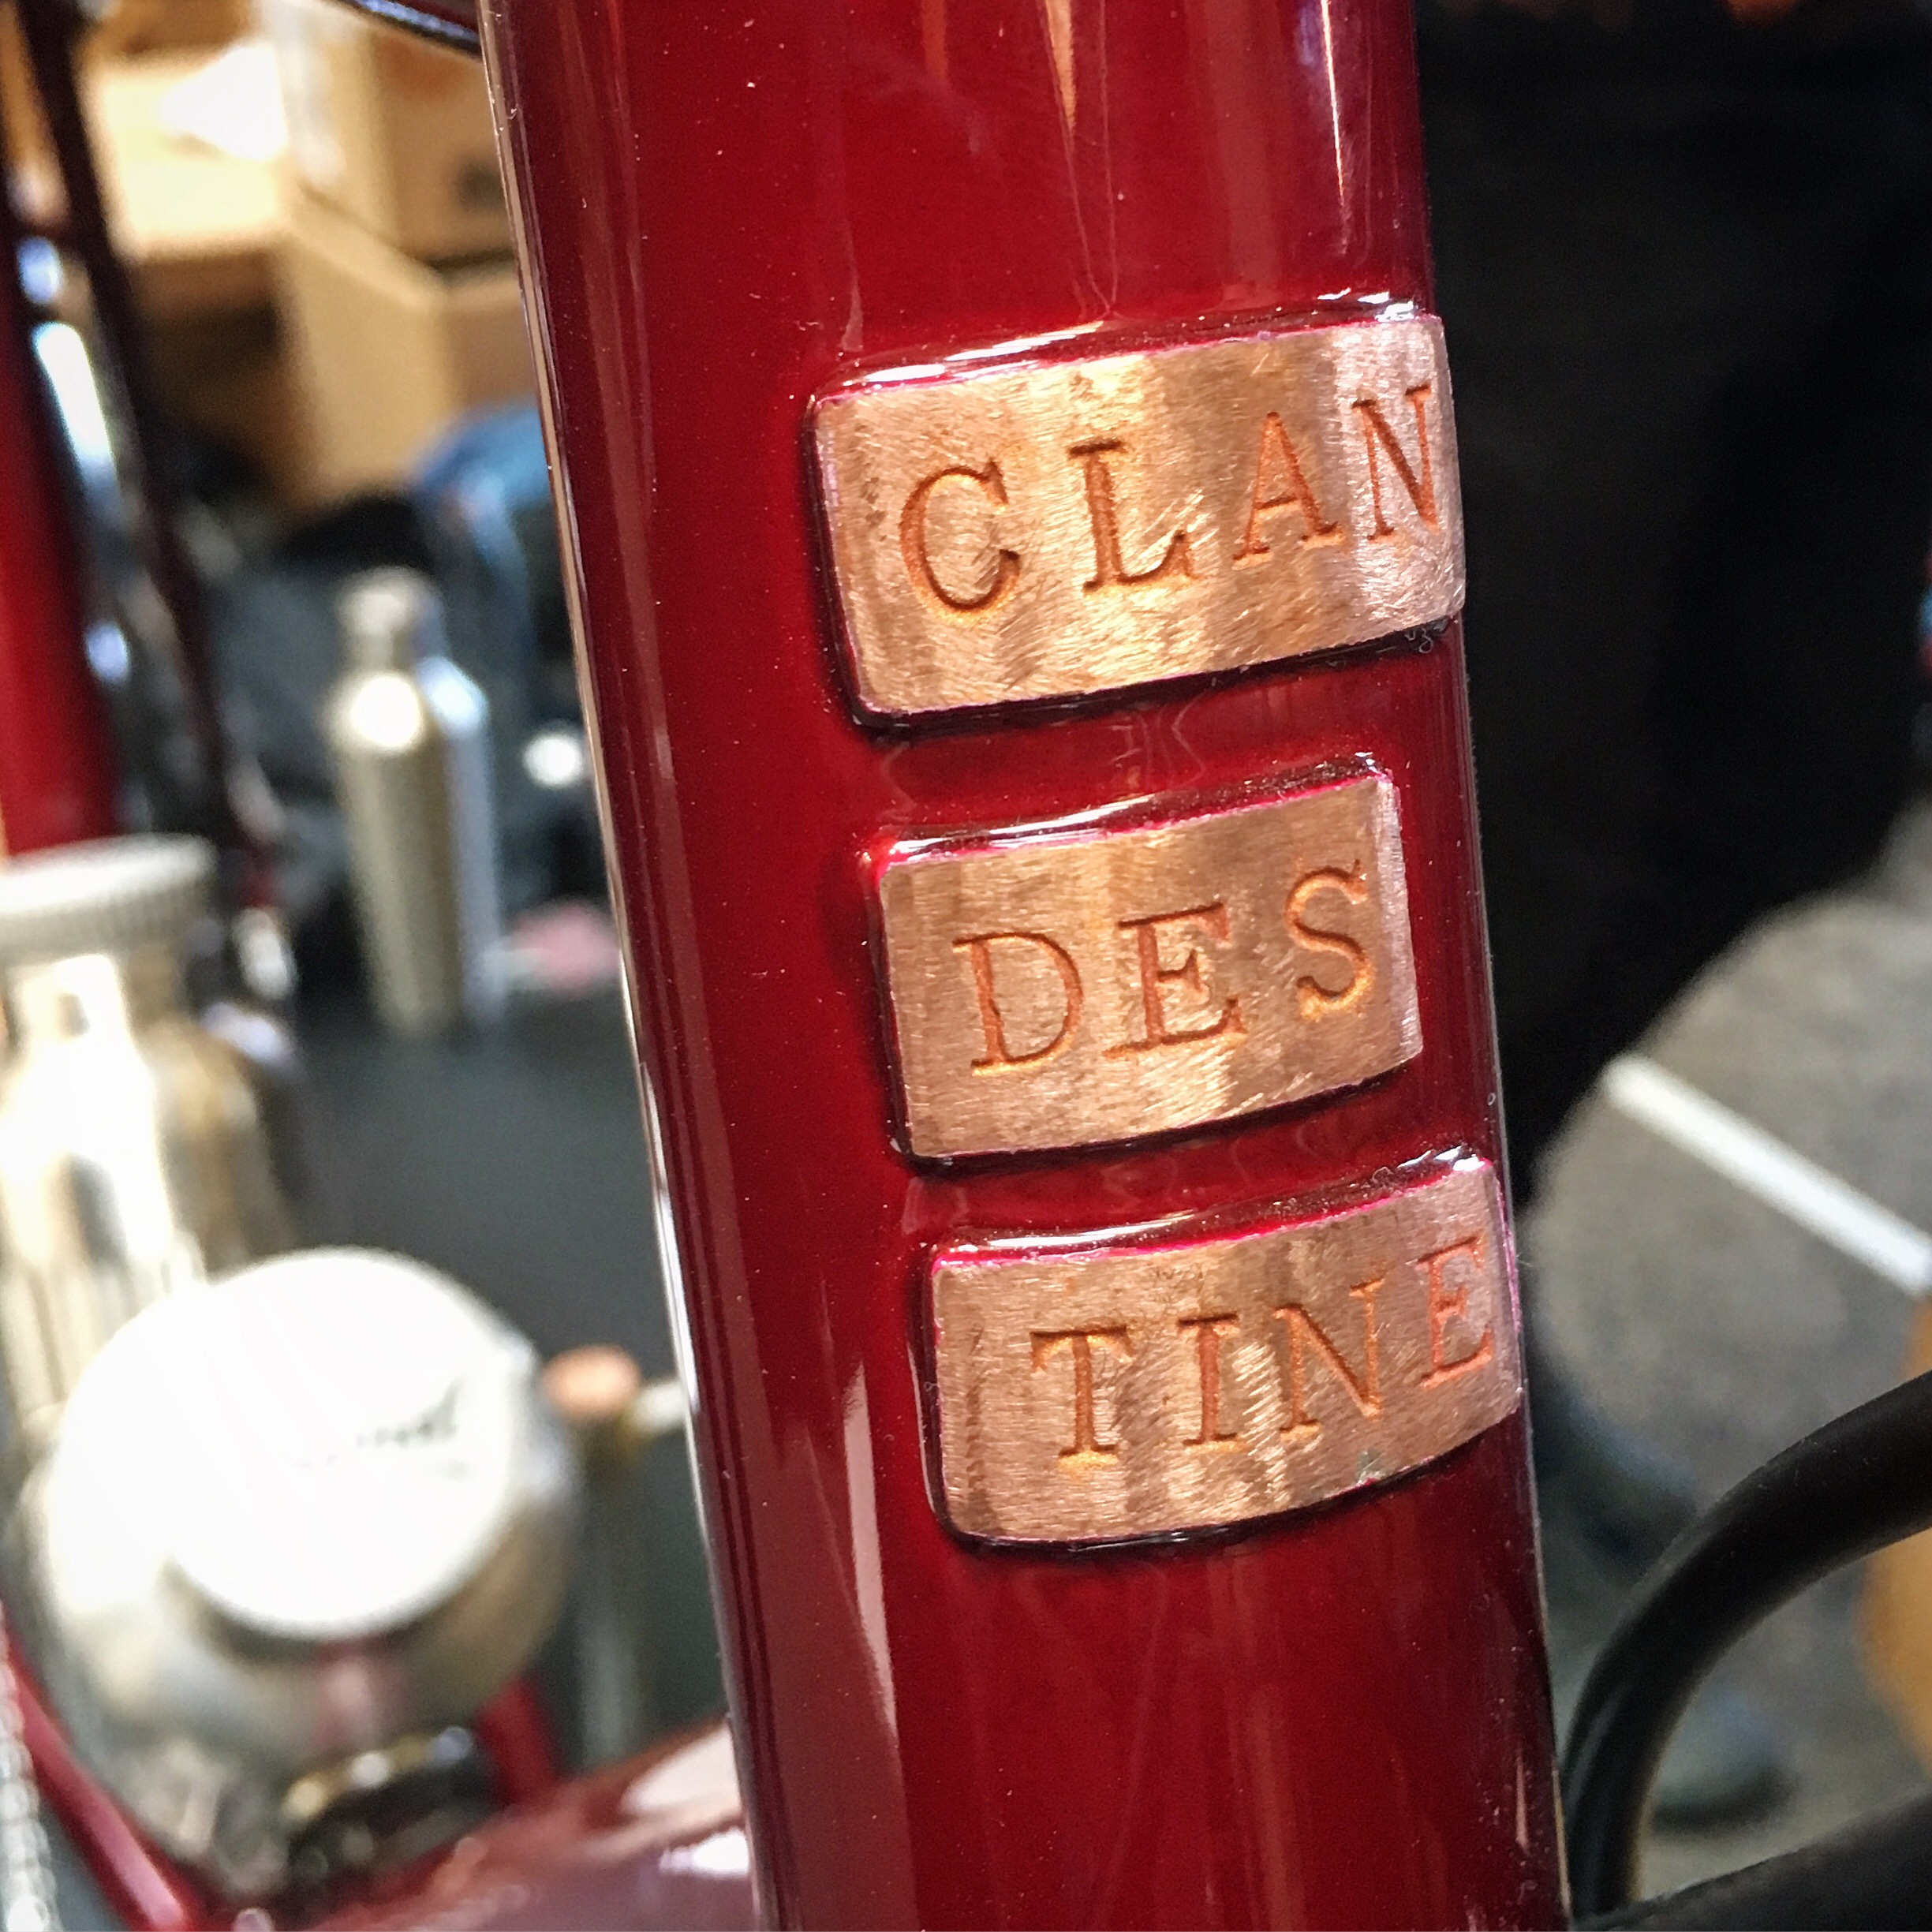 CLAN
DES
TINE